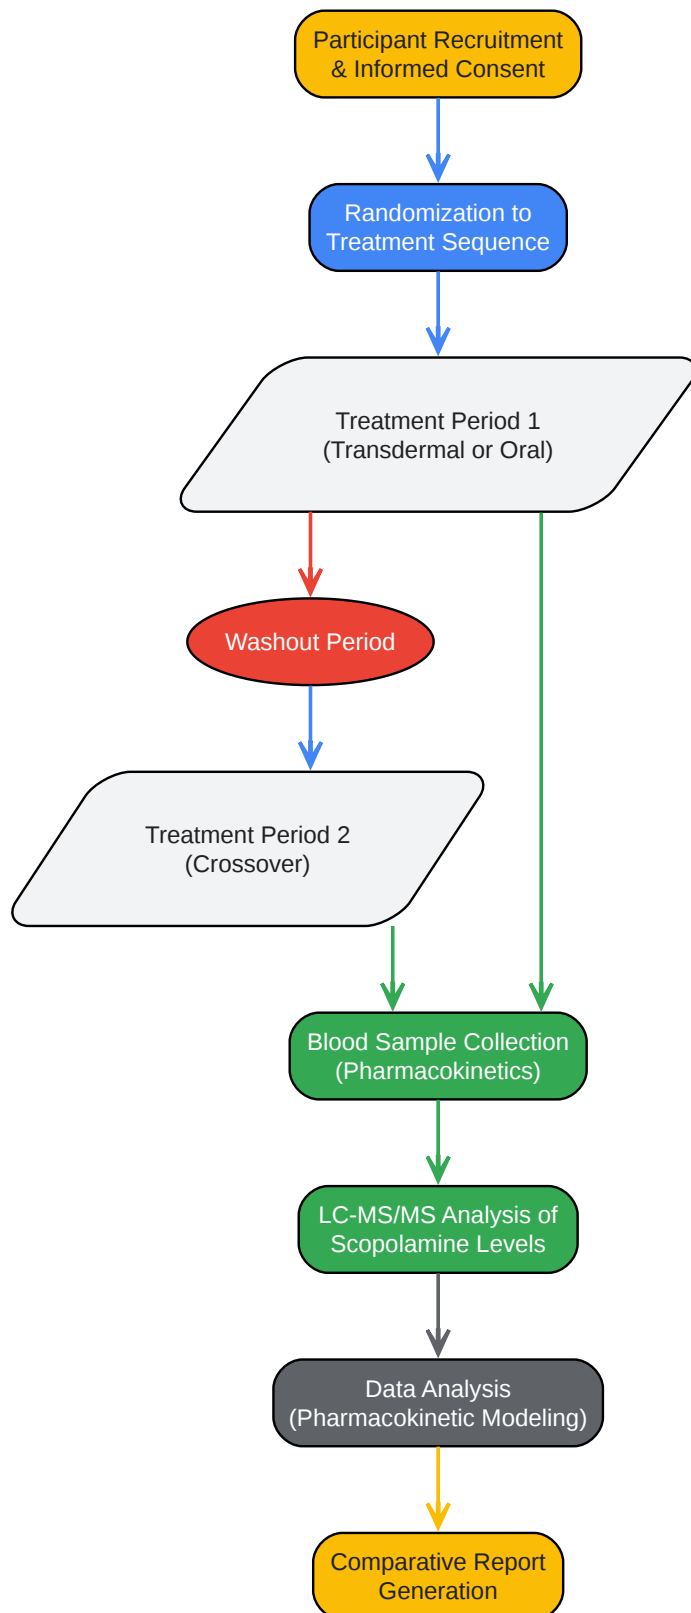 Participant Recruitment
& Informed Consent
Randomization to
Treatment Sequence
Treatment Period 1
(Transdermal or Oral)
Washout Period
Treatment Period 2
(Crossover)
Blood Sample Collection
(Pharmacokinetics)
LC-MS/MS Analysis of
Scopolamine Levels
Data Analysis
(Pharmacokinetic Modeling)
Comparative Report
Generation